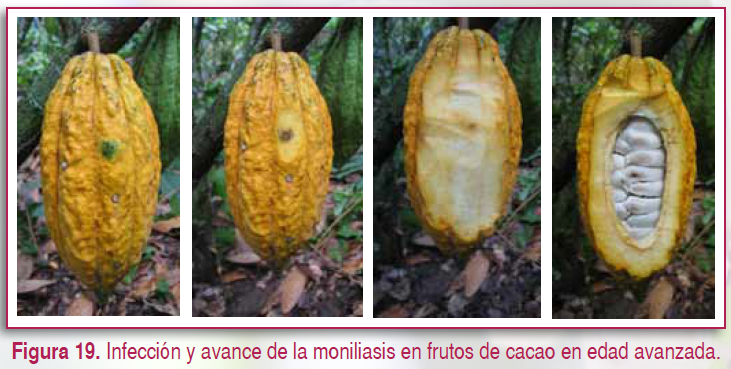 Figura 19. Infección y avance de la moniliasis en frutos de cacao en edad avanzada.